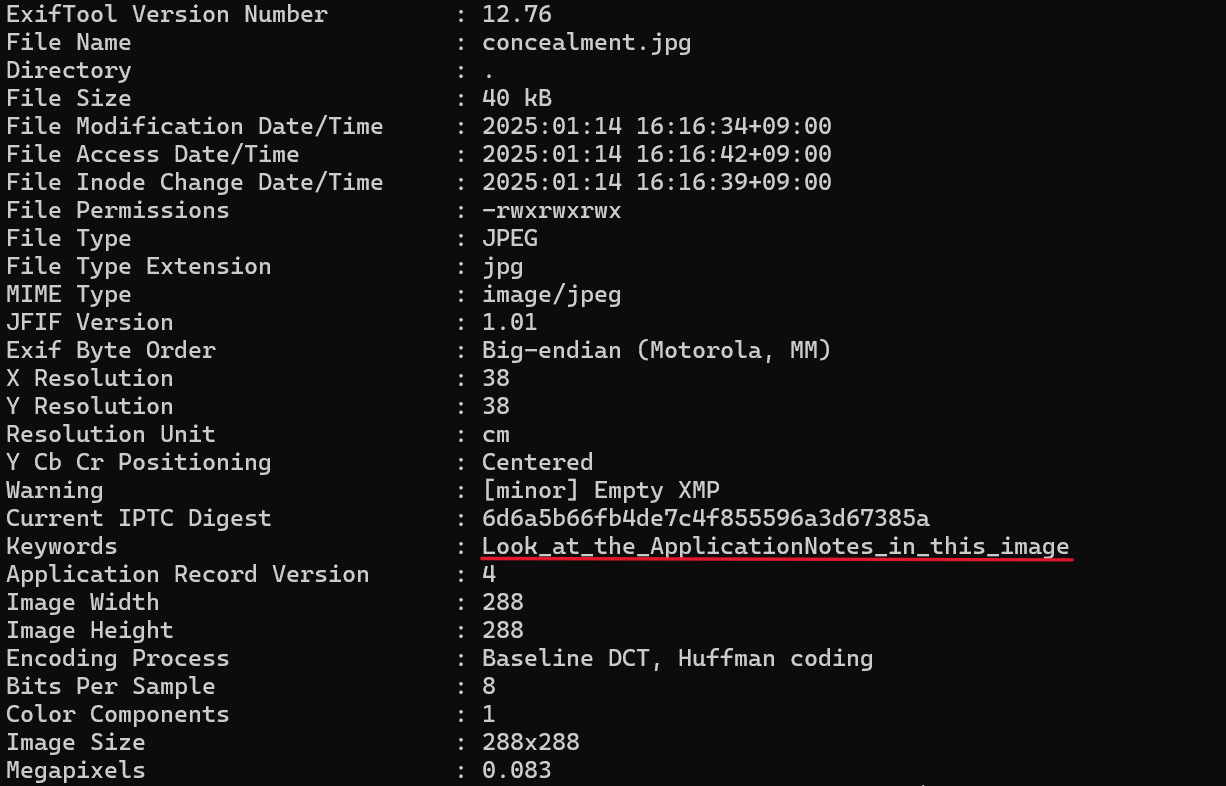 ExifTool Version Number : 12.76
File Name : concealment.jpg
Directory : .
File Size : 40 kB
File Modification Date/Time : 2025:01:14 16:16:34+09:00
File Access Date/Time : 2025:01:14 16:16:42+09:00
File Inode Change Date/Time : 2025:01:14 16:16:39+09:00
File Permissions : -rwxrwxrwx
File Type : JPEG
File Type Extension : jpg
MIME Type : image/jpeg
JFIF Version : 1.01
Exif Byte Order : Big-endian (Motorola, MM)
X Resolution : 38
Y Resolution : 38
Resolution Unit : cm
Y Cb Cr Positioning : Centered
Warning : [minor] Empty XMP
Current IPTC Digest : 6d6a5b66fb4de7c4f855596a3d67385a
Keywords : Look_at_the_ApplicationNotes_in_this_image
Application Record Version : 4
Image Width : 288
Image Height : 288
Encoding Process : Baseline DCT, Huffman coding
Bits Per Sample : 8
Color Components : 1
Image Size : 288x288
Megapixels : 0.083